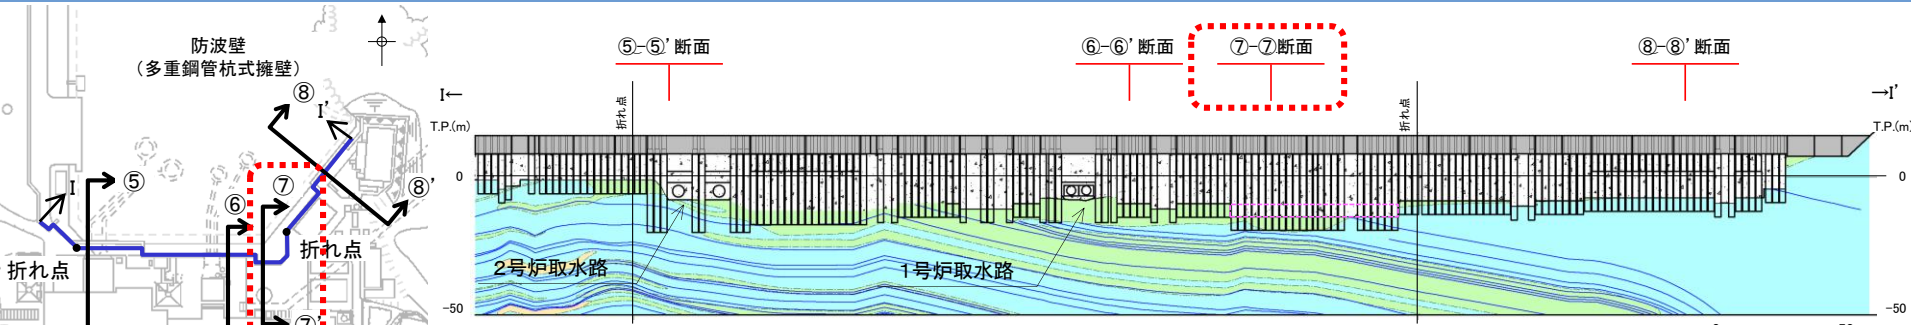 防波壁
（多重鋼管杭式擁壁）
⑧
I'
⑤
I
⑦
⑥
⑧'
折れ点
折れ点
⑦'
⑤-⑤'断面
⑥-⑥'断面
⑦-⑦断面
⑧-⑧'断面
I←
→I'
折れ点
折れ点
T.P.(m)
T.P.(m)
0
0
2号炉取水路
1号炉取水路
-50
-50